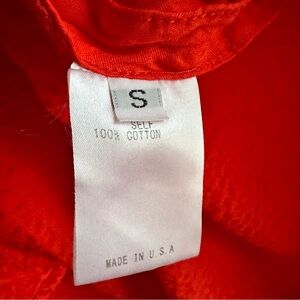 S
SELF
100% COTTON
MADE IN U.S.A